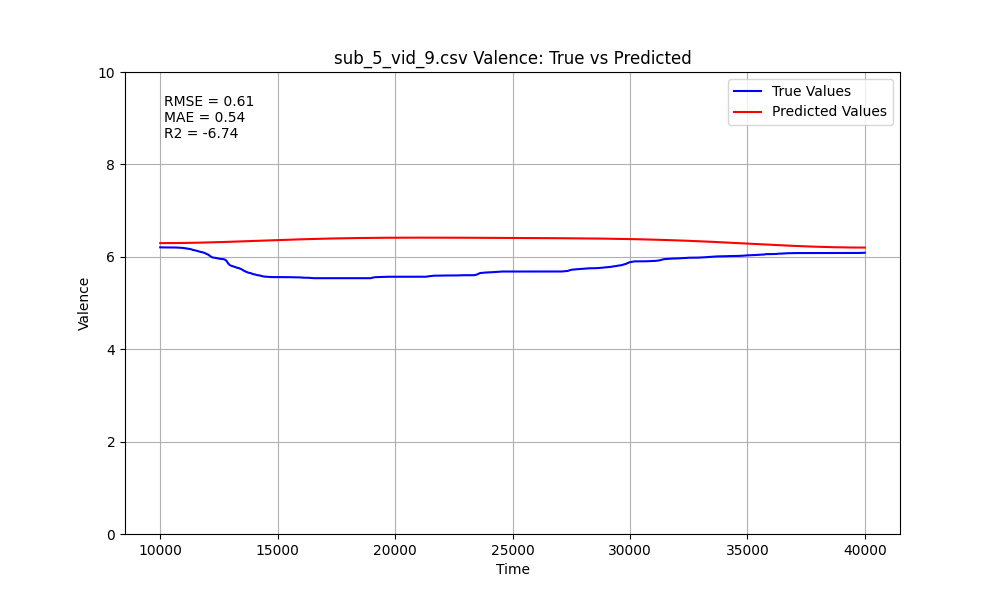 sub_5_vid_9.csv Valence: True vs Predicted
RMSE = 0.61
MAE = 0.54
R2 = -6.74
True Values
Predicted Values
Valence
10
8
6
4
2
0
10000 15000 20000 25000 30000 35000 40000
Time